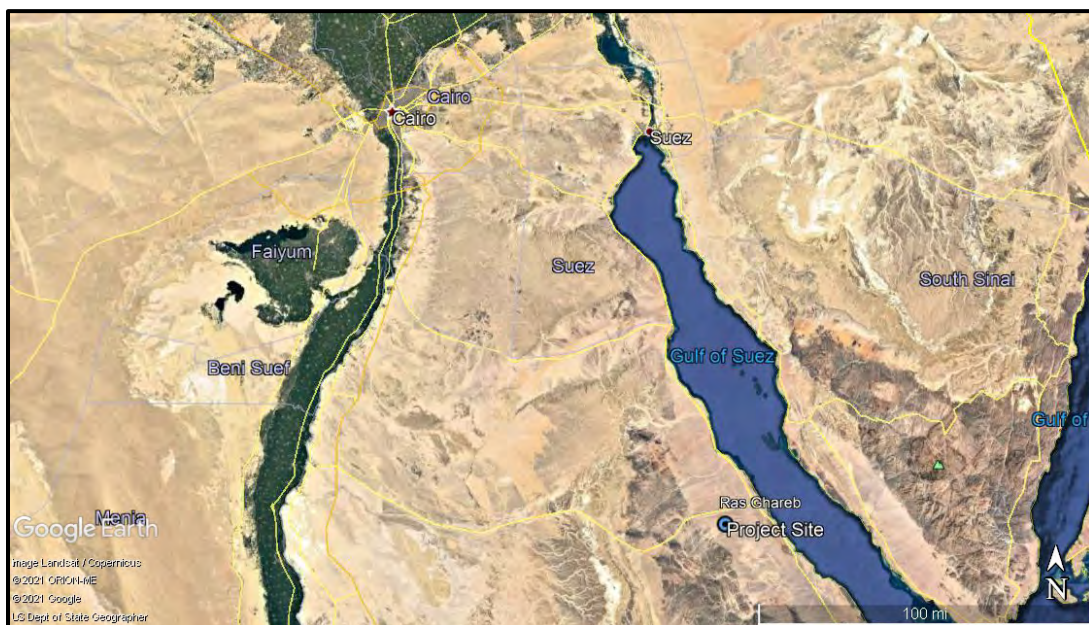 Cairo
Cairo
Suez
Faiyum
Suez
South Sinai
Beni Suef
Gulf of Suez
Gulf of
Ras Ghareb
Project Site
Menia
Google Earth
Image Landsat / Copernicus
© 2021 ORION-ME
© 2021 Google
US Dept of State Geographer
N
100 mi